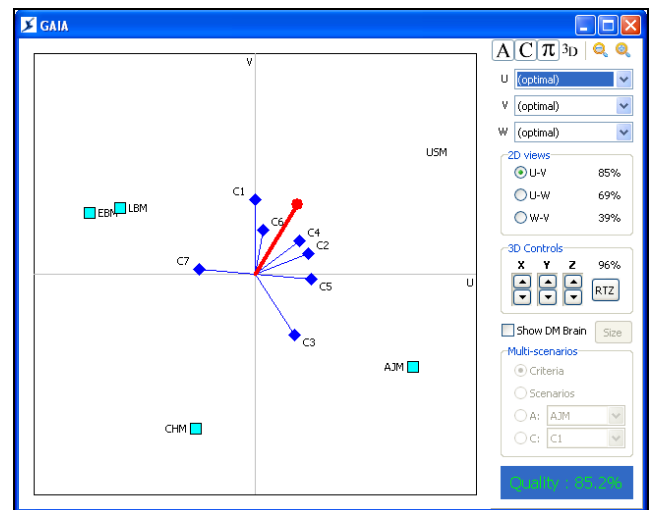 GAIA
A C π 3D
V
U (optimal)
V (optimal)
W (optimal)
2D views
U-V 85%
U-W 69%
W-V 39%
3D Controls
X Y Z 96%
RTZ
Show DM Brain Size
Multi-scenarios
Criteria
Scenarios
A: AJM
C: C1
Quality : 85.2%
USM
C1
EBM LBM
C6
C4
C2
C7
U
C5
C3
AJM
CHM